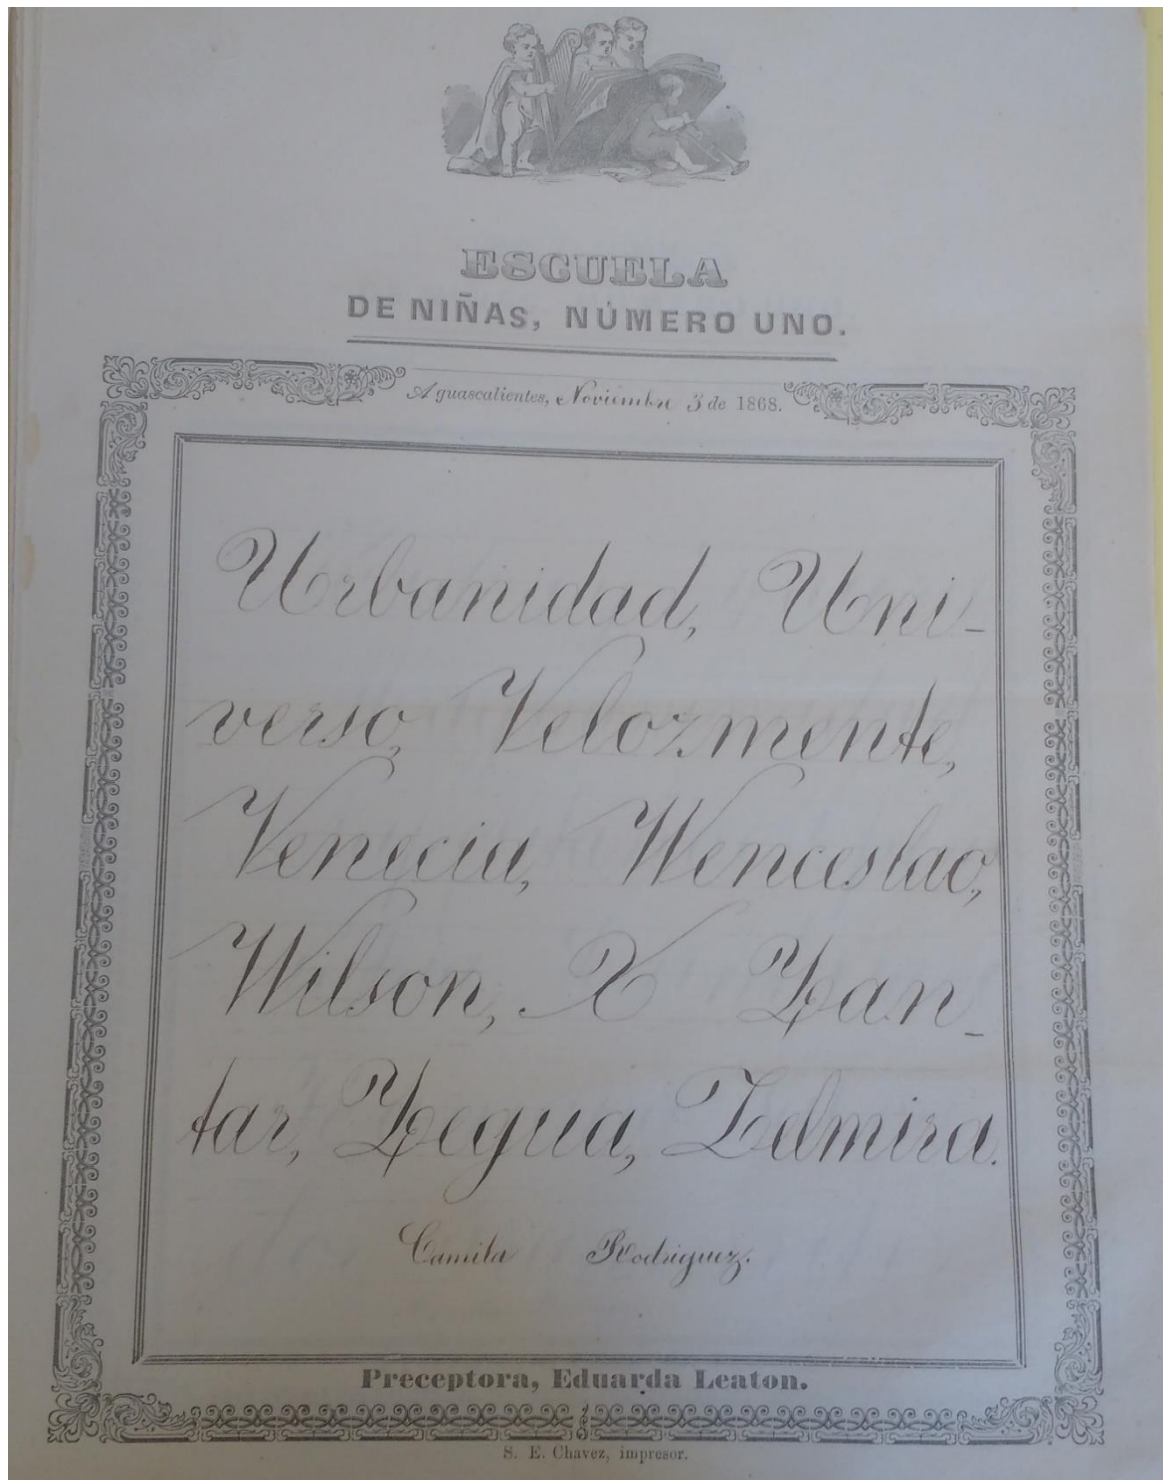 ESCUELA
DE NIÑAS, NÚMERO UNO.
Aguascalientes, Noviembre 3 de 1868.
Urbanidad, Uni-
verso, Velozmente,
Venecia, Wenceslao,
Wilson, X Yan-
tar, Yegua, Zelmira.
Camila Rodriguez.
Preceptora, Eduarda Leaton.
S. E. Chavez, impresor.